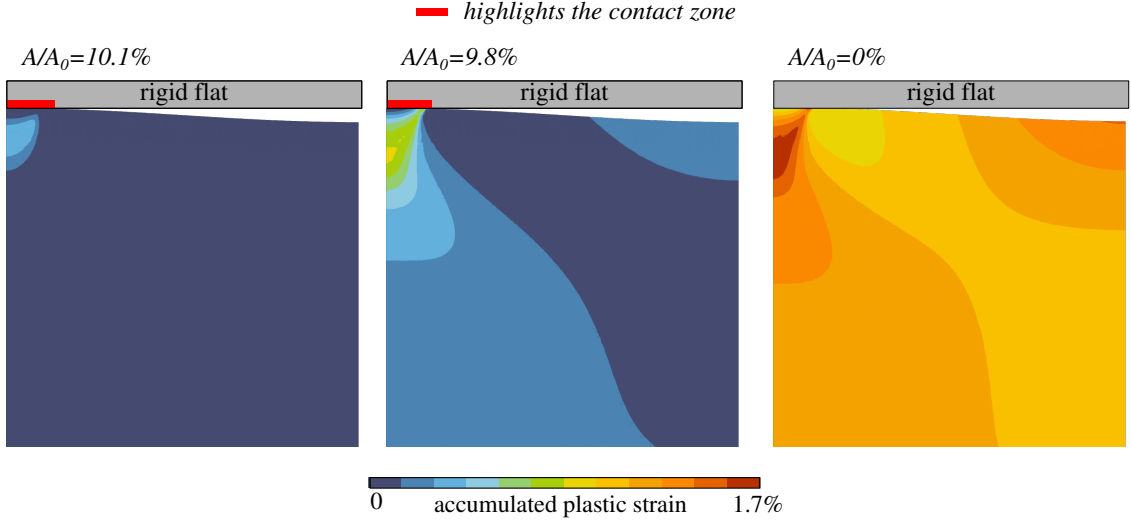 highlights the contact zone
A/A0=10.1%
A/A0=9.8%
A/A0=0%
rigid flat
rigid flat
rigid flat
0
accumulated plastic strain
1.7%